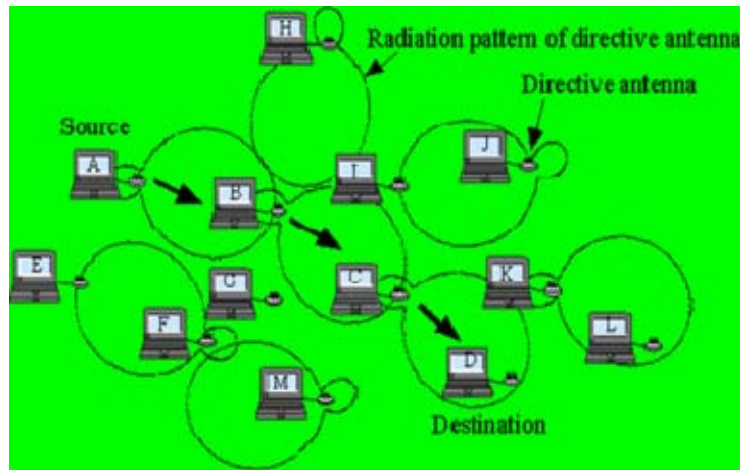 H
Radiation pattern of directive antenna
Directive antenna
Source
A
J
I
B
E
G
C
K
F
L
D
M
Destination